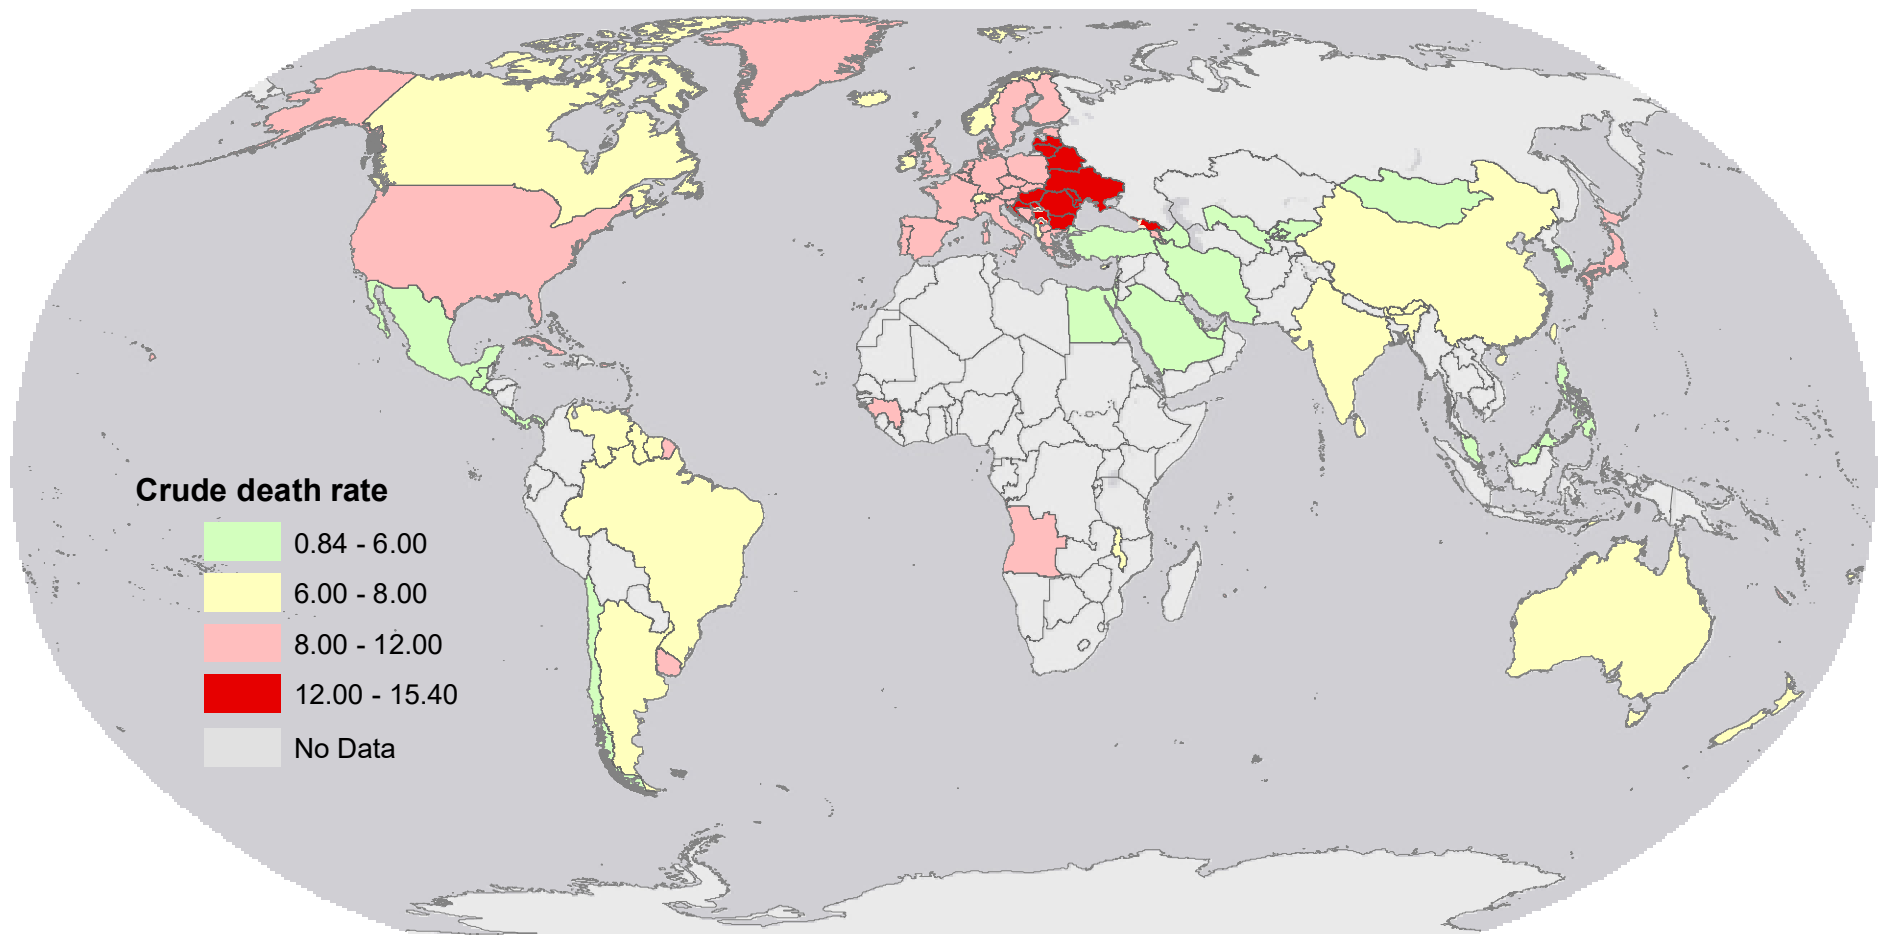 Crude death rate
0.84 - 6.00
6.00 - 8.00
8.00 - 12.00
12.00 - 15.40
No Data